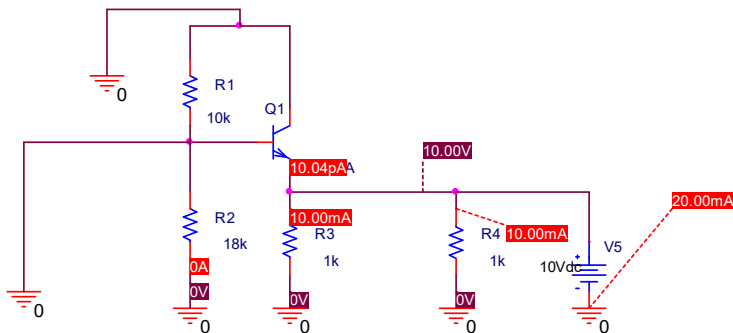 0
R1
10k
Q1
10.00V
10.04pA
A
R2
18k
0A
0V
0
0
10.00mA
R3
1k
0V
0
R4
1k
10.00mA
0V
0
20.00mA
V5
10Vdc
+
-
0